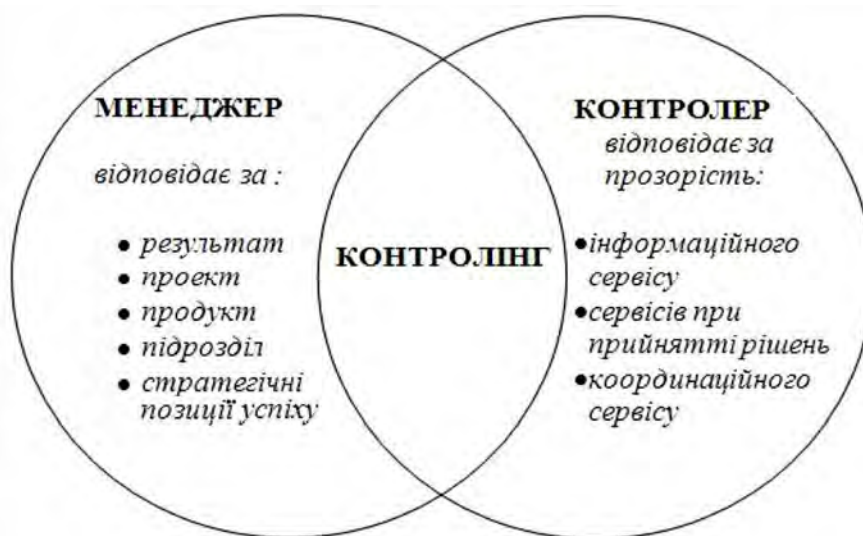 МЕНЕДЖЕР
відповідає за :
• результат
• проект
• продукт
• підрозділ
• стратегічні
позиції успіху
КОНТРОЛІНГ
КОНТРОЛЕР
відповідає за
прозорість:
•інформаційного
сервісу
•сервісів при
прийнятті рішень
•координаційного
сервісу